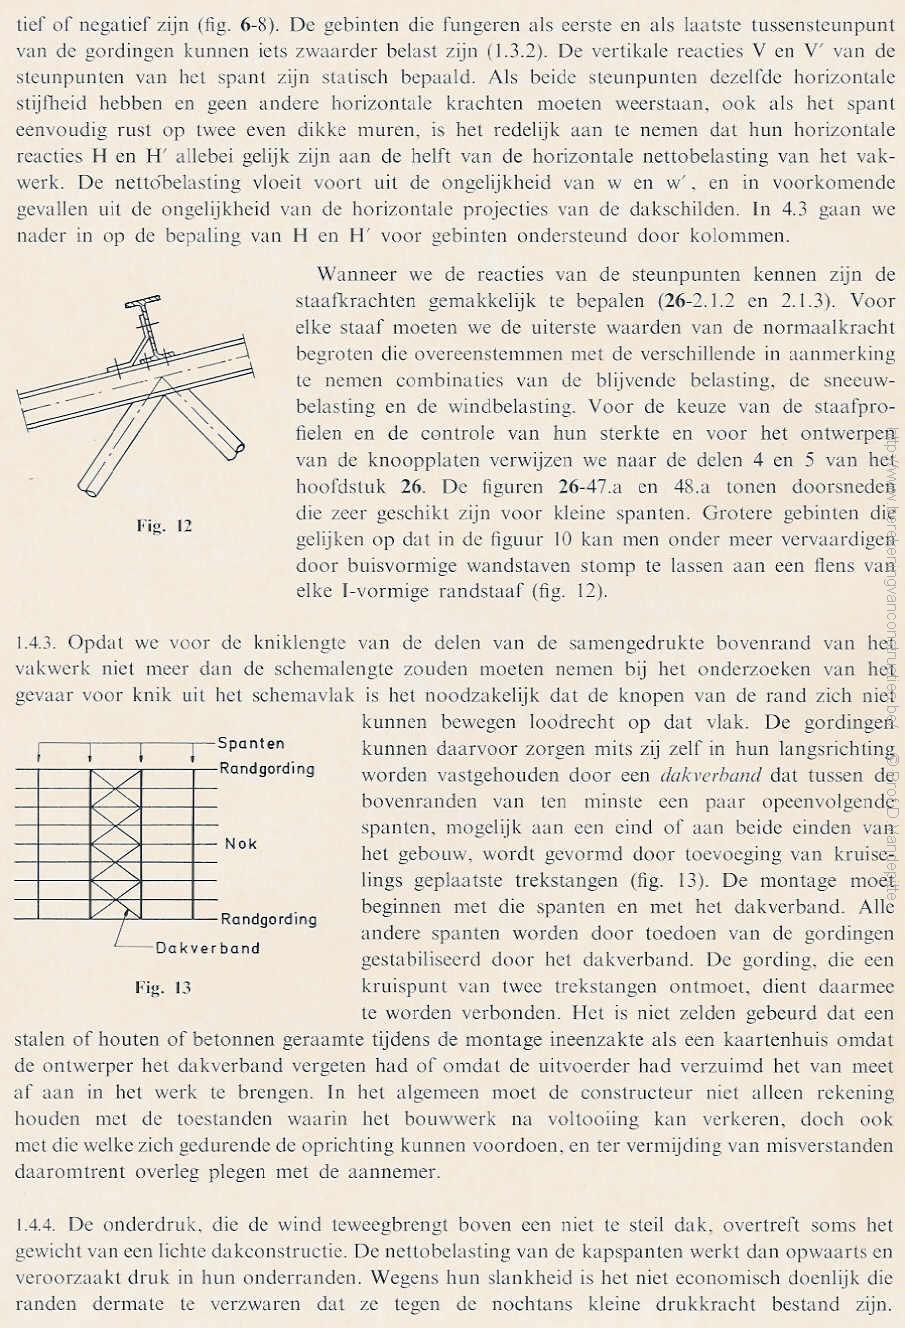 tief of negatief zijn (fig. 6-8). De gebinten die fungeren als eerste en als laatste tussensteunpunt
van de gordingen kunnen iets zwaarder belast zijn (1.3.2). De vertikale reacties V en V′ van de
steunpunten van het spant zijn statisch bepaald. Als beide steunpunten dezelfde horizontale
stijfheid hebben en geen andere horizontale krachten moeten weerstaan, ook als het spant
eenvoudig rust op twee even dikke muren, is het redelijk aan te nemen dat hun horizontale
reacties H en H′ allebei gelijk zijn aan de helft van de horizontale nettobelasting van het vak-
werk. De nettobelasting vloeit voort uit de ongelijkheid van w en w′, en in voorkomende
gevallen uit de ongelijkheid van de horizontale projecties van de dakschilden. In 4.3 gaan we
nader in op de bepaling van H en H′ voor gebinten ondersteund door kolommen.
Wanneer we de reacties van de steunpunten kennen zijn de
staafkrachten gemakkelijk te bepalen (26-2.1.2 en 2.1.3). Voor
elke staaf moeten we de uiterste waarden van de normaalkracht
begroten die overeenstemmen met de verschillende in aanmerking
te nemen combinaties van de blijvende belasting, de sneeuw-
belasting en de windbelasting. Voor de keuze van de staafpro-
fielen en de controle van hun sterkte en voor het ontwerpen
van de knoopplaten verwijzen we naar de delen 4 en 5 van het
hoofdstuk 26. De figuren 26-47.a en 48.a tonen doorsneden
die zeer geschikt zijn voor kleine spanten. Grotere gebinten die
gelijken op dat in de figuur 10 kan men onder meer vervaardigen
door buisvormige wandstaven stomp te lassen aan een flens van
elke I-vormige randstaaf (fig. 12).
Fig. 12
1.4.3. Opdat we voor de kniklengte van de delen van de samengedrukte bovenrand van het
vakwerk niet meer dan de schemalengte zouden moeten nemen bij het onderzoeken van het
gevaar voor knik uit het schemavlak is het noodzakelijk dat de knopen van de rand zich niet
kunnen bewegen loodrecht op dat vlak. De gordingen
kunnen daarvoor zorgen mits zij zelf in hun langsrichting
worden vastgehouden door een dakverband dat tussen de
bovenranden van ten minste een paar opeenvolgende
spanten, mogelijk aan een eind of aan beide einden van
het gebouw, wordt gevormd door toevoeging van kruise-
lings geplaatste trekstangen (fig. 13). De montage moet
beginnen met die spanten en met het dakverband. Alle
andere spanten worden door toedoen van de gordingen
gestabiliseerd door het dakverband. De gording, die een
kruispunt van twee trekstangen ontmoet, dient daarmee
te worden verbonden. Het is niet zelden gebeurd dat een
Spanten
Randgording
Nok
Randgording
Dakverband
Fig. 13
stalen of houten of betonnen geraamte tijdens de montage ineenzakte als een kaartenhuis omdat
de ontwerper het dakverband vergeten had of omdat de uitvoerder had verzuimd het van meet
af aan in het werk te brengen. In het algemeen moet de constructeur niet alleen rekening
houden met de toestanden waarin het bouwwerk na voltooiing kan verkeren, doch ook
met die welke zich gedurende de oprichting kunnen voordoen, en ter vermijding van misverstanden
daaromtrent overleg plegen met de aannemer.
1.4.4. De onderdruk, die de wind teweegbrengt boven een niet te steil dak, overtreft soms het
gewicht van een lichte dakconstructie. De nettobelasting van de kapspanten werkt dan opwaarts en
veroorzaakt druk in hun onderranden. Wegens hun slankheid is het niet economisch doenlijk die
randen dermate te verzwaren dat ze tegen de nochtans kleine drukkracht bestand zijn.
http://www.berekeningvanconstructies.be/ © Prof D. Vandepitte